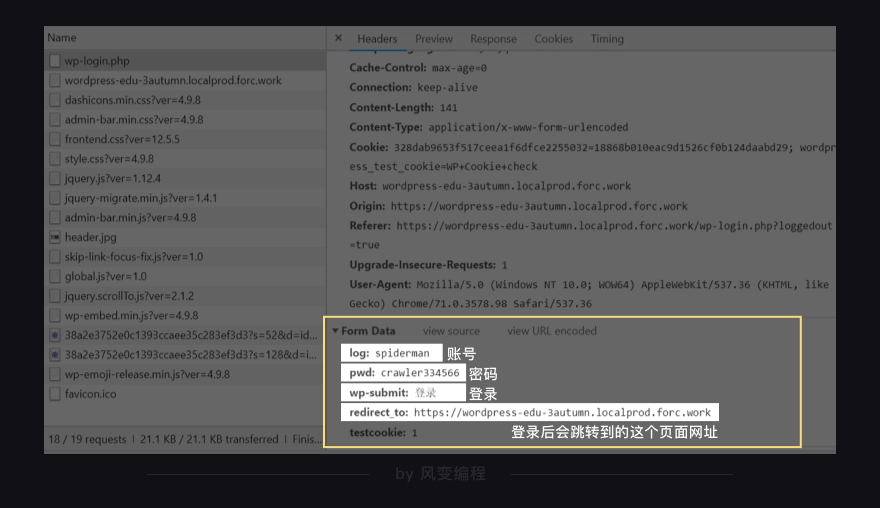 Name
× Headers Preview Response Cookies Timing
wp-login.php
wordpress-edu-3autumn.localprod.forc.work
dashicons.min.css?ver=4.9.8
admin-bar.min.css?ver=4.9.8
frontend.css?ver=12.5.5
style.css?ver=4.9.8
jquery.js?ver=1.12.4
jquery-migrate.min.js?ver=1.4.1
admin-bar.min.js?ver=4.9.8
header.jpg
skip-link-focus-fix.js?ver=1.0
global.js?ver=1.0
jquery.scrollTo.js?ver=2.1.2
wp-embed.min.js?ver=4.9.8
38a2e3752e0c1393ccaee35c283ef3d3?s=52&d=id...
38a2e3752e0c1393ccaee35c283ef3d3?s=128&d=i...
wp-emoji-release.min.js?ver=4.9.8
favicon.ico
18 / 19 requests | 21.1 KB / 21.1 KB transferred | Finis...
Cache-Control: max-age=0
Connection: keep-alive
Content-Length: 141
Content-Type: application/x-www-form-urlencoded
Cookie: 328dab9653f517ceea1f6dfce2255032=18868b010eac9d1526cf0b124daabd29; wordpr
ess_test_cookie=WP+Cookie+check
Host: wordpress-edu-3autumn.localprod.forc.work
Origin: https://wordpress-edu-3autumn.localprod.forc.work
Referer: https://wordpress-edu-3autumn.localprod.forc.work/wp-login.php?loggedout
=true
Upgrade-Insecure-Requests: 1
User-Agent: Mozilla/5.0 (Windows NT 10.0; WOW64) AppleWebKit/537.36 (KHTML, like
Gecko) Chrome/71.0.3578.98 Safari/537.36
Form Data view source view URL encoded
log: spiderman 账号
pwd: crawler334566 密码
wp-submit: 登录 登录
redirect_to: https://wordpress-edu-3autumn.localprod.forc.work
testcookie: 1 登录后会跳转到的这个页面网址
by 风变编程